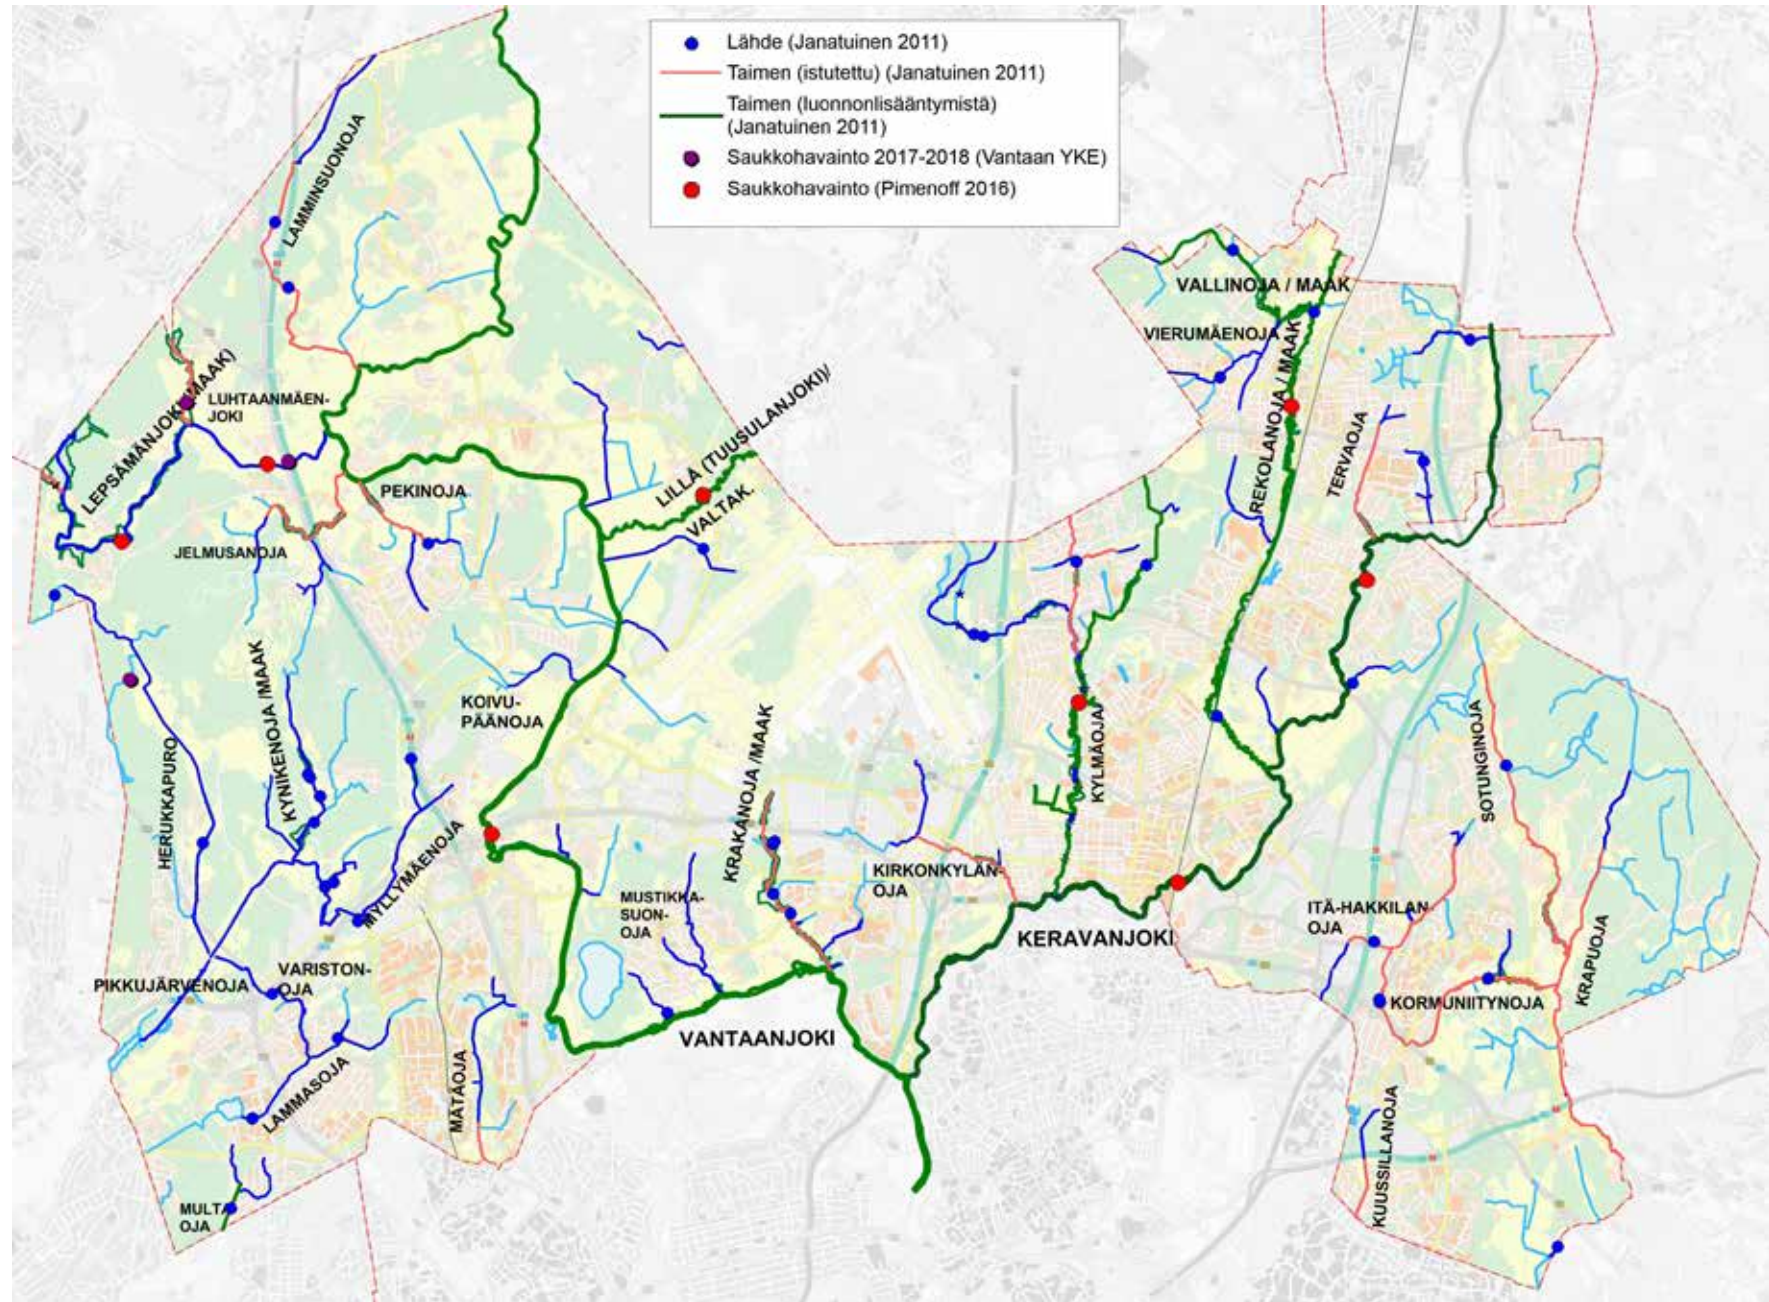 Lähde (Janatuinen 2011)
Taimen (istutettu) (Janatuinen 2011)
Taimen (luonnonlisääntymistä)
(Janatuinen 2011)
Saukkohavainto 2017-2018 (Vantaan YKE)
Saukkohavainto (Pimenoff 2016)
LAMMINSUONOJA
VALLINOJA / MAAK
VIERUMÄENOJA
REKOLANOJA / MAAK
TERVAOJA
LEPSÄMÄNJOKI (MAAK)
LUHTAANMÄEN-
JOKI
LILLÅ (TUUSULANJOKI)/
VALTAK.
PEKINOJA
JELMUSANOJA
KOIVU-
PÄÄNOJA
KYNIKENOJA /MAAK
HERUKKAPURO
MYLLYMÄENOJA
KRAKANOJA /MAAK
KYLMÄOJA/
SOTUNGINOJA
MUSTIKKA-
SUON-
OJA
KIRKONKYLÄN-
OJA
ITÄ-HAKKILAN
OJA
KERAVANJOKI
KRAPUOJA
PIKKUJÄRVENOJA
VARISTON-
OJA
KORMUNIITYNOJA
VANTAANJOKI
LAMMASOJA
MÄTÄOJA
KUUSSILLANOJA
MULTA
OJA